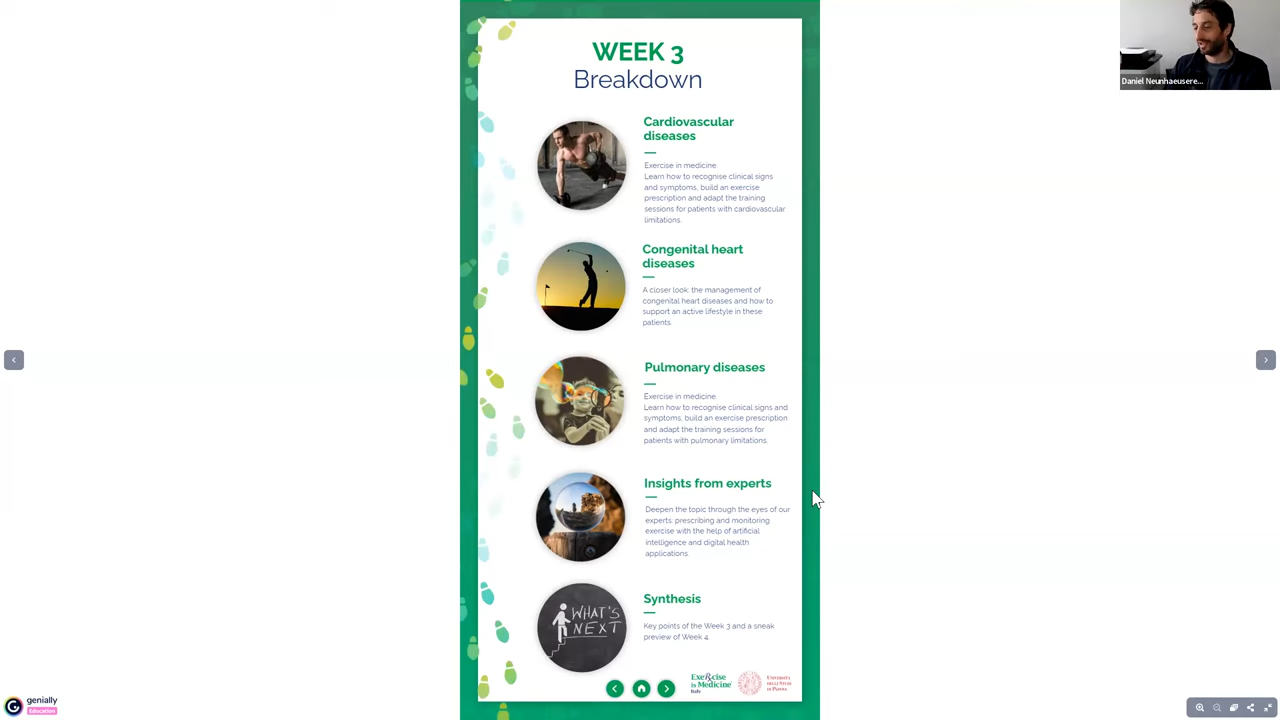 WEEK 3
Breakdown
Cardiovascular
diseases
Exercise in medicine.
Learn how to recognise clinical signs
and symptoms, build an exercise
prescription and adapt the training
sessions for patients with cardiovascular
limitations.
Congenital heart
diseases
A closer look: the management of
congenital heart diseases and how to
support an active lifestyle in these
patients.
Pulmonary diseases
Exercise in medicine.
Learn how to recognise clinical signs and
symptoms, build an exercise prescription
and adapt the training sessions for
patients with pulmonary limitations.
Insights from experts
Deepen the topic through the eyes of our
experts: prescribing and monitoring
exercise with the help of artificial
intelligence and digital health
applications.
WHAT'S
NEXT
Synthesis
Key points of the Week 3 and a sneak
preview of Week 4.
ExeRcise
is Medicine
Italy
UNIVERSITÀ
DEGLI STUDI
DI PADOVA
Daniel Neunhaeusere...
genially
Education